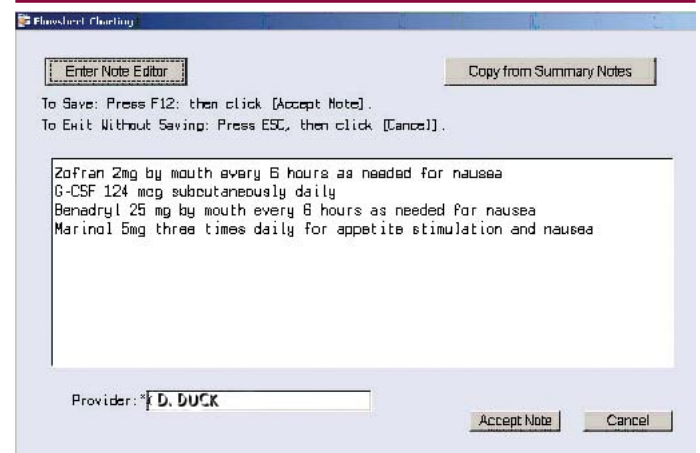 Flowsheet Charting
Enter Note Editor
Copy from Summary Notes
To Save: Press F12: then click [Accept Note].
To Exit Without Saving: Press ESC, then click [Cancel].
Zofran 2mg by mouth every 6 hours as needed for nausea
G-CSF 124 mcg subcutaneously daily
Benadryl 25 mg by mouth every 6 hours as needed for nausea
Marinol 5mg three times daily for appetite stimulation and nausea
Provider:* D. DUCK
Accept Note
Cancel